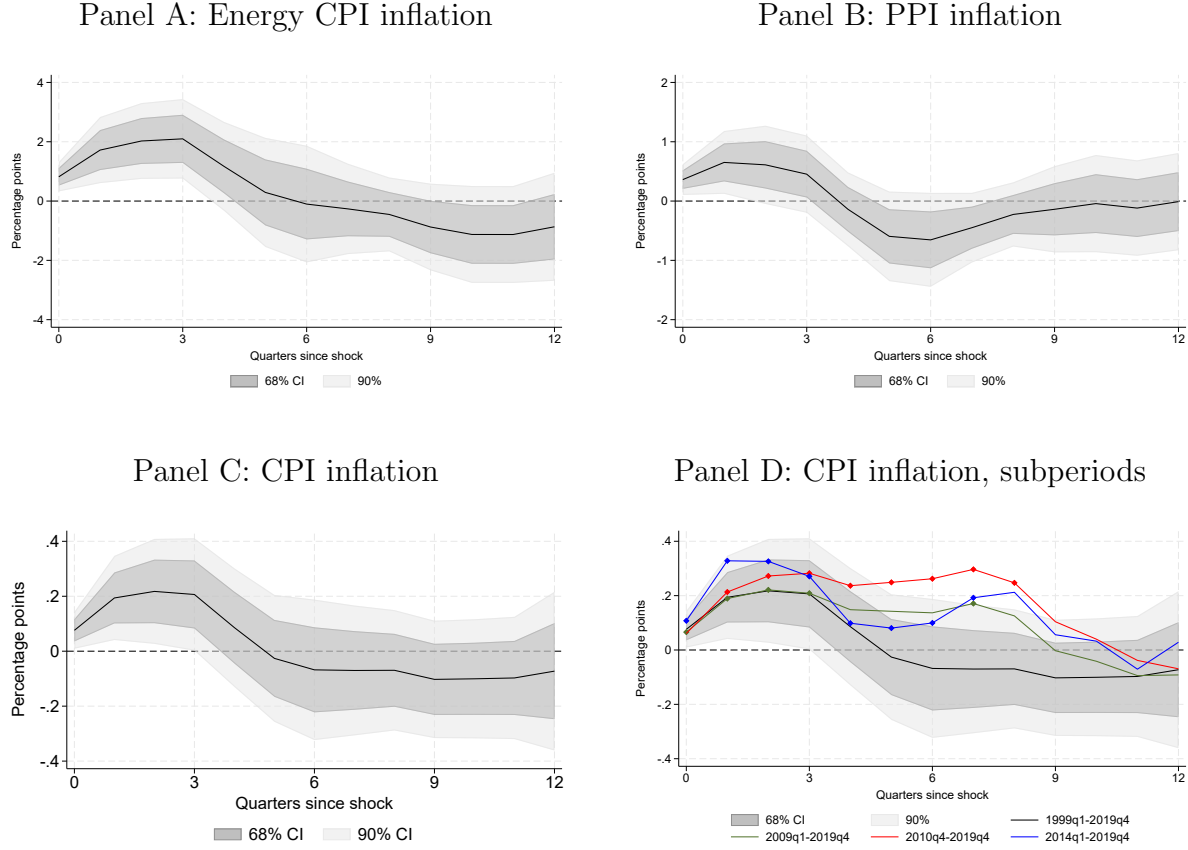 Panel A: Energy CPI inflation
4
2
0
-2
-4
Percentage points
0 3 6 9 12
Quarters since shock
68% CI 90%
Panel B: PPI inflation
2
1
0
-1
-2
Percentage points
0 3 6 9 12
Quarters since shock
68% CI 90%
Panel C: CPI inflation
.4
.2
0
-.2
-.4
Percentage points
0 3 6 9 12
Quarters since shock
68% CI 90% CI
Panel D: CPI inflation, subperiods
.4
.2
0
-.2
-.4
Percentage points
0 3 6 9 12
Quarters since shock
68% CI 90% 1999q1-2019q4
2009q1-2019q4 2010q4-2019q4 2014q1-2019q4